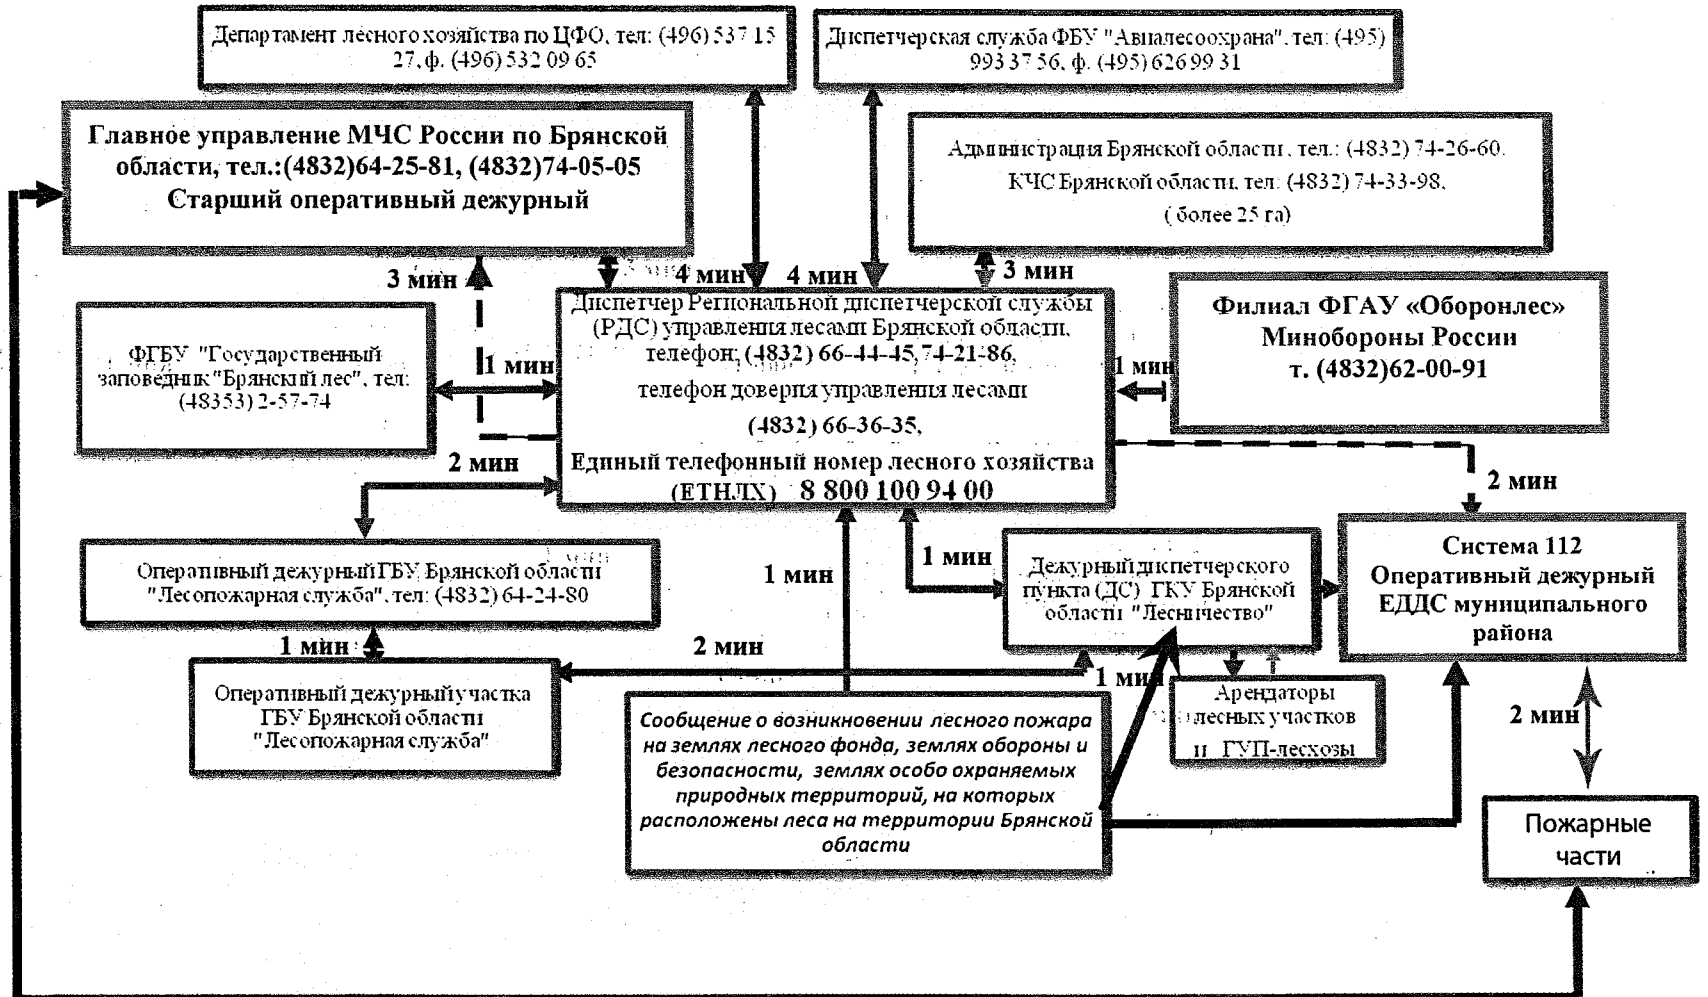 Департамент лесного хозяйства по ЦФО, тел: (496) 537 15
27, ф. (496) 532 09 65
Диспетчерская служба ФБУ "Авиалесоохрана", тел: (495)
993 37 56, ф. (495) 626 99 31
Главное управление МЧС России по Брянской
области, тел.:(4832)64-25-81, (4832)74-05-05
Старший оперативный дежурный
Администрация Брянской области, тел.: (4832) 74-26-60.
КЧС Брянской области, тел: (4832) 74-33-98,
( более 25 га)
3 мин
4 мин
4 мин
3 мин
Диспетчер Региональной диспетчерской службы
(РДС) управления лесами Брянской области,
телефон: (4832) 66-44-45, 74-21-86,
телефон доверия управления лесами
(4832) 66-36-35,
Единый телефонный номер лесного хозяйства
(ЕТНЛХ) 8 800 100 94 00
Филиал ФГАУ «Оборонлес»
Минобороны России
т. (4832)62-00-91
ФГБУ "Государственный
заповедник "Брянский лес", тел:
(48353) 2-57-74
1 мин
1 мин
2 мин
2 мин
Оперативный дежурный ГБУ Брянской области
"Лесопожарная служба", тел: (4832) 64-24-80
1 мин
1 мин
Дежурный диспетчерского
пункта (ДС) ГКУ Брянской
области "Лесничество"
Система 112
Оперативный дежурный
ЕДДС муниципального
района
1 мин
2 мин
1 мин
Оперативный дежурный участка
ГБУ Брянской области
"Лесопожарная служба"
Сообщение о возникновении лесного пожара
на землях лесного фонда, землях обороны и
безопасности, землях особо охраняемых
природных территорий, на которых
расположены леса на территории Брянской
области
Арендаторы
лесных участков
и ГУП-лесхозы
2 мин
Пожарные
части